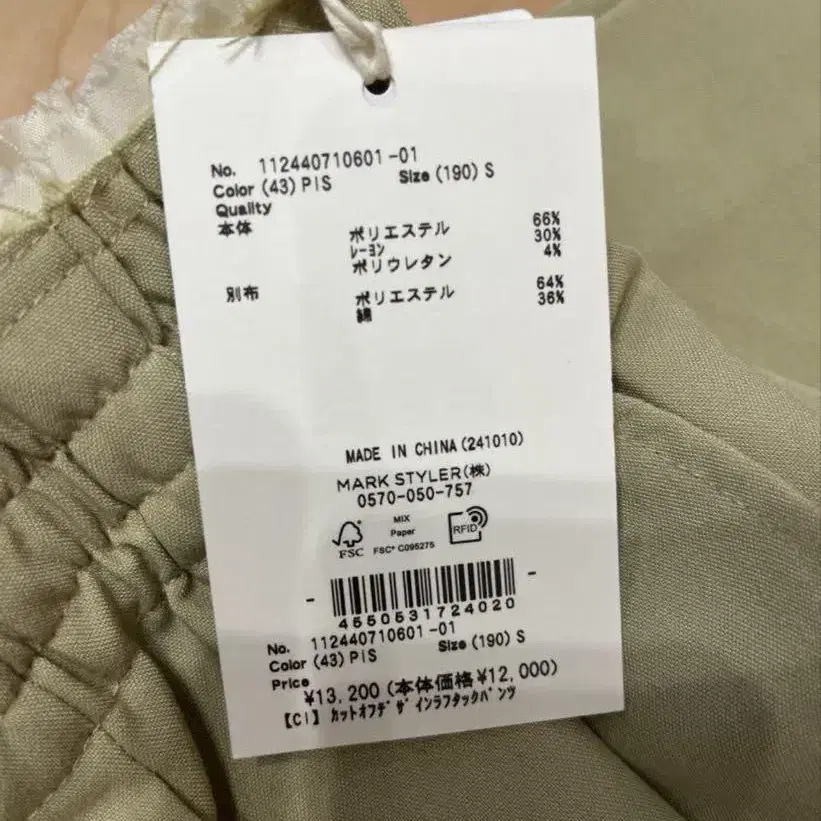 No. 112440710601-01
Color (43) PIS Size (190) S
Quality
本体 ポリエステル 66%
レーヨン 30%
ポリウレタン 4%
別布 ポリエステル 64%
綿 36%
MADE IN CHINA (241010)
MARK STYLER(株)
0570-050-757
FSC
MIX
Paper
FSC® C095275
RFID
4550531724020
No. 112440710601-01
Color (43) PIS Size (190) S
Price
¥13,200 (本体価格¥12,000)
【CI】カットオフデザインラフタックパンツ